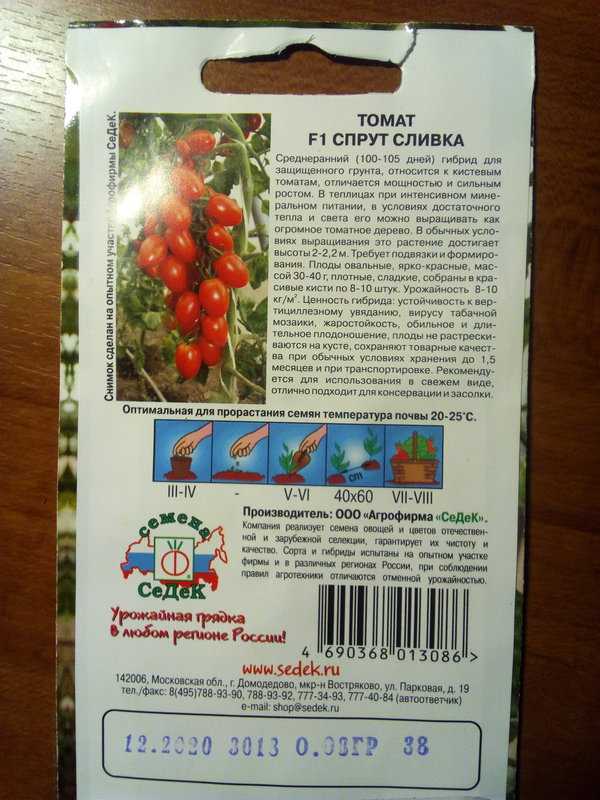 ТОМАТ
F1 СПРУТ СЛИВКА
Снимок сделан на опытном участке агрофирмы СеДеК.
Среднеранний (100-105 дней) гибрид для
защищенного грунта, относится к кистевым
томатам, отличается мощностью и сильным
ростом. В теплицах при интенсивном мине-
ральном питании, в условиях достаточного
тепла и света его можно выращивать как
огромное томатное дерево. В обычных усло-
виях выращивания это растение достигает
высоты 2-2,2 м. Требует подвязки и формиро-
вания. Плоды овальные, ярко-красные, мас-
сой 30-40 г, плотные, сладкие, собраны в кра-
сивые кисти по 8-10 штук. Урожайность 8-10
кг/м². Ценность гибрида: устойчивость к вер-
тициллезному увяданию, вирусу табачной
мозаики, жаростойкость, обильное и дли-
тельное плодоношение, плоды не растрески-
ваются на кусте, сохраняют товарные качест-
ва при обычных условиях хранения до 1,5
месяцев и при транспортировке. Рекоменду-
ется для использования в свежем виде,
отлично подходит для консервации и засолки.
Оптимальная для прорастания семян температура почвы 20-25°С.
СПП
III-IV - V-VI 40x60 VII-VIII
Производитель: ООО «Агрофирма «СеДеК».
Компания реализует семена овощей и цветов отечествен-
ной и зарубежной селекции, гарантирует их чистоту и
качество. Сорта и гибриды испытаны на опытном участке
фирмы и в различных регионах России, при соблюдении
правил агротехники отличаются отменной урожайностью.
семена
СеДеК
Урожайная грядка
в любом регионе России!
4 690368 013086 >
www.sedek.ru
142006, Московская обл., г. Домодедово, мкр-н Востряково, ул. Парковая, д. 19
тел./факс: 8(495)788-93-90, 788-93-92, 777-34-93, 777-40-84 (автоответчик)
e-mail: shop@sedek.ru
12.2020 3013 0.03ГР 38